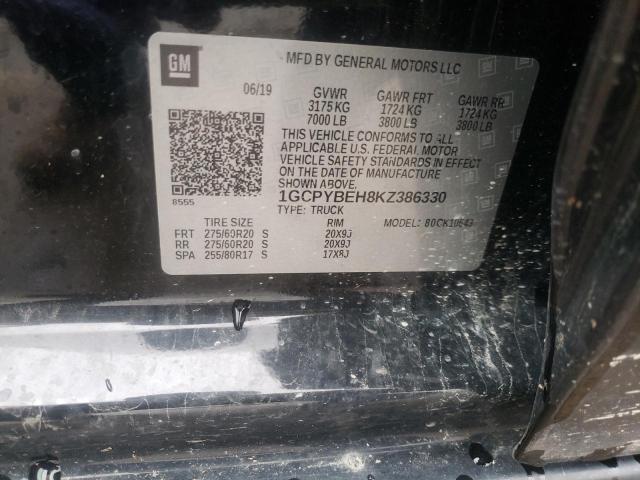 GM
MFD BY GENERAL MOTORS LLC
06/19
GVWR GAWR FRT GAWR RR
3175 KG 1724 KG 1724 KG
7000 LB 3800 LB 3800 LB
THIS VEHICLE CONFORMS TO ALL
APPLICABLE U.S. FEDERAL MOTOR
VEHICLE SAFETY STANDARDS IN EFFECT
ON THE DATE OF MANUFACTURE
SHOWN ABOVE.
8555
1GCPYBEH8KZ386330
TYPE: TRUCK
TIRE SIZE RIM MODEL:
FRT 275/60R20 S 20X9J
RR 275/60R20 S 20X9J
SPA 255/80R17 S 17X8J